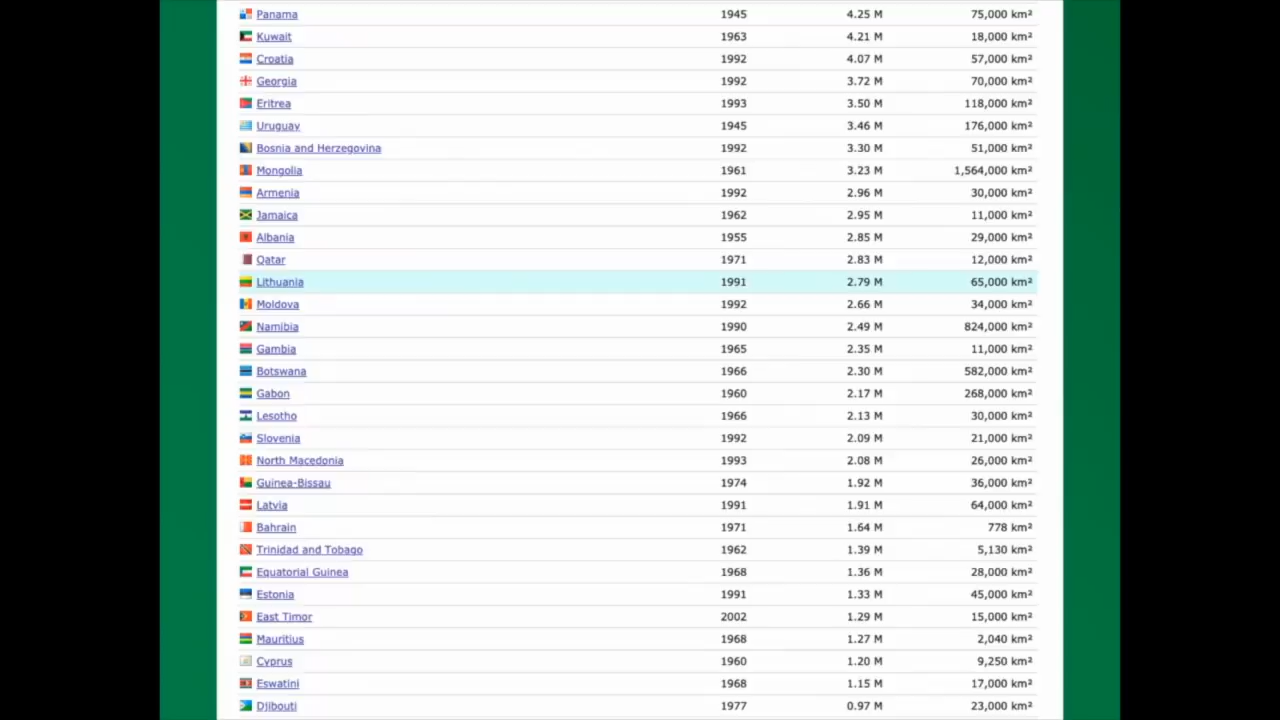 Panama 1945 4.25 M 75,000 km²
Kuwait 1963 4.21 M 18,000 km²
Croatia 1992 4.07 M 57,000 km²
Georgia 1992 3.72 M 70,000 km²
Eritrea 1993 3.50 M 118,000 km²
Uruguay 1945 3.46 M 176,000 km²
Bosnia and Herzegovina 1992 3.30 M 51,000 km²
Mongolia 1961 3.23 M 1,564,000 km²
Armenia 1992 2.96 M 30,000 km²
Jamaica 1962 2.95 M 11,000 km²
Albania 1955 2.85 M 29,000 km²
Qatar 1971 2.83 M 12,000 km²
Lithuania 1991 2.79 M 65,000 km²
Moldova 1992 2.66 M 34,000 km²
Namibia 1990 2.49 M 824,000 km²
Gambia 1965 2.35 M 11,000 km²
Botswana 1966 2.30 M 582,000 km²
Gabon 1960 2.17 M 268,000 km²
Lesotho 1966 2.13 M 30,000 km²
Slovenia 1992 2.09 M 21,000 km²
North Macedonia 1993 2.08 M 26,000 km²
Guinea-Bissau 1974 1.92 M 36,000 km²
Latvia 1991 1.91 M 64,000 km²
Bahrain 1971 1.64 M 778 km²
Trinidad and Tobago 1962 1.39 M 5,130 km²
Equatorial Guinea 1968 1.36 M 28,000 km²
Estonia 1991 1.33 M 45,000 km²
East Timor 2002 1.29 M 15,000 km²
Mauritius 1968 1.27 M 2,040 km²
Cyprus 1960 1.20 M 9,250 km²
Eswatini 1968 1.15 M 17,000 km²
Djibouti 1977 0.97 M 23,000 km²